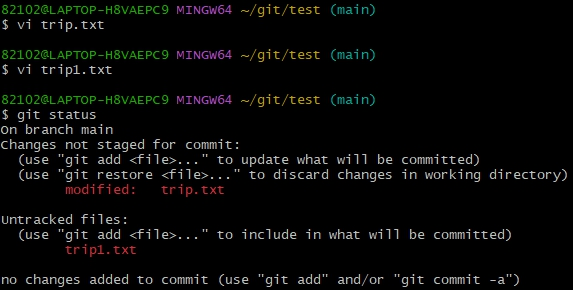 82102@LAPTOP-H8VAEPC9 MINGW64 ~/git/test (main)
$ vi trip.txt
82102@LAPTOP-H8VAEPC9 MINGW64 ~/git/test (main)
$ vi trip1.txt
82102@LAPTOP-H8VAEPC9 MINGW64 ~/git/test (main)
$ git status
On branch main
Changes not staged for commit:
  (use "git add <file>..." to update what will be committed)
  (use "git restore <file>..." to discard changes in working directory)
        modified:   trip.txt
Untracked files:
  (use "git add <file>..." to include in what will be committed)
        trip1.txt
no changes added to commit (use "git add" and/or "git commit -a")